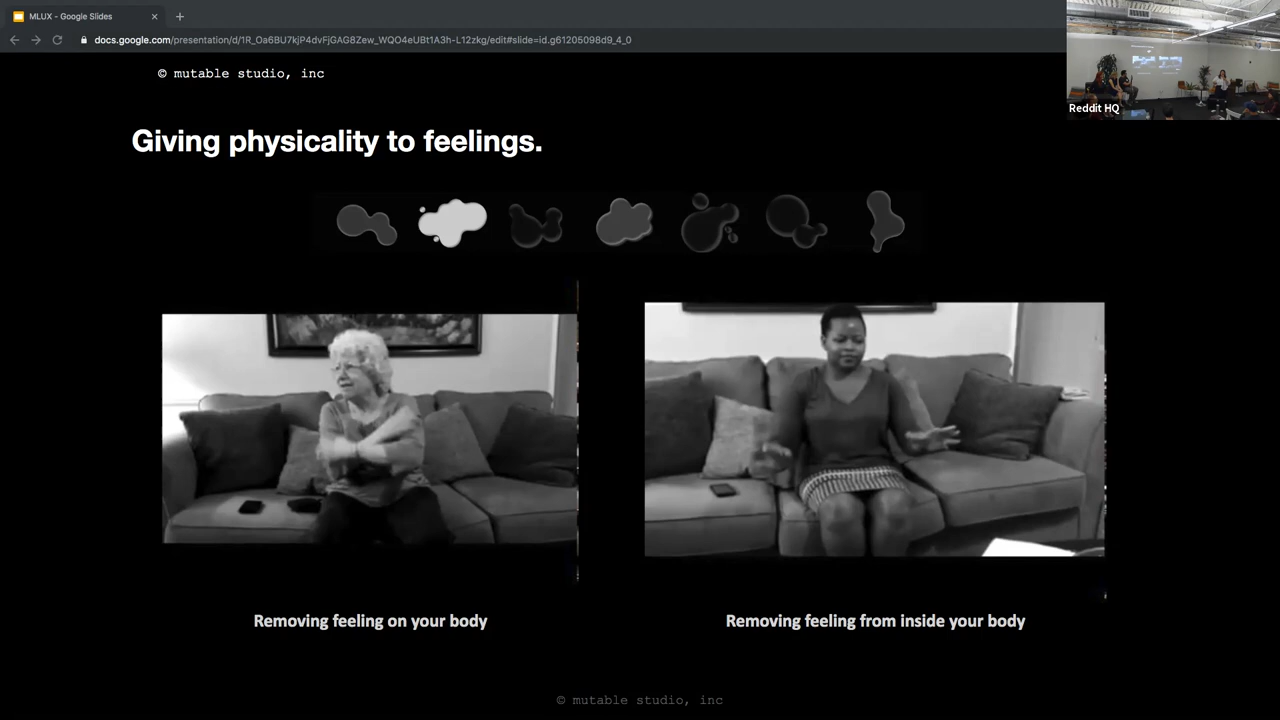 MLUX - Google Slides
docs.google.com/presentation/d/1R_Oa6BU7kjP4dvFjGAG8Zew_WQO4eUBt1A3h-L12zkg/edit#slide=id.g61205098d9_4_0
Reddit HQ
© mutable studio, inc
Giving physicality to feelings.
Removing feeling on your body
Removing feeling from inside your body
© mutable studio, inc